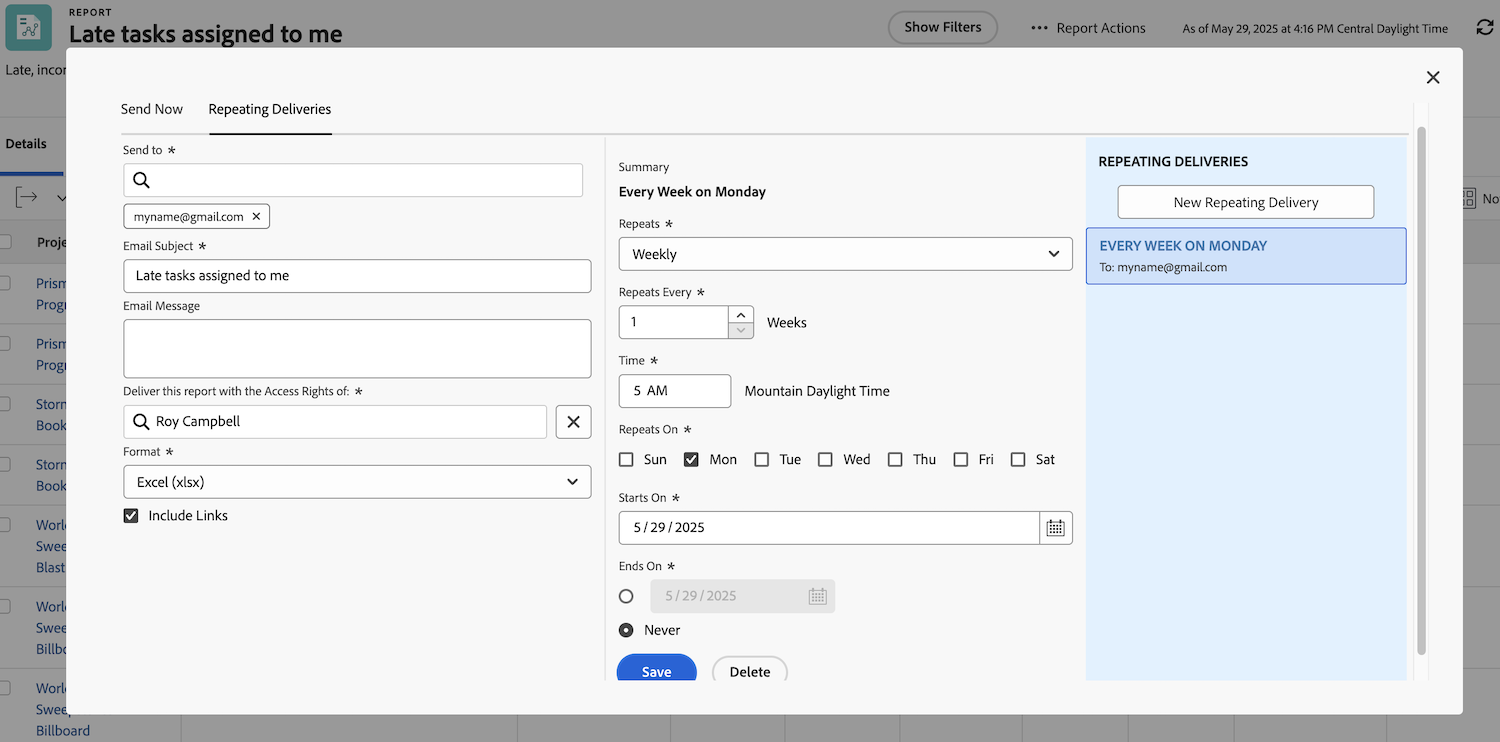 REPORT
Late tasks assigned to me
Show Filters
Report Actions
As of May 29, 2025 at 4:16 PM Central Daylight Time
Late, incor
Details
No
Proje
Prism
Progr
Prism
Progr
Storn
Book
Storn
Book
World
Swee
Blast
World
Swee
Billbo
World
Sweep
Billboard
Send Now
Repeating Deliveries
Send to *
myname@gmail.com
Email Subject *
Late tasks assigned to me
Email Message
Deliver this report with the Access Rights of: *
Roy Campbell
Format *
Excel (xlsx)
Include Links
Summary
Every Week on Monday
Repeats *
Weekly
Repeats Every *
1 Weeks
Time *
5 AM Mountain Daylight Time
Repeats On *
Sun Mon Tue Wed Thu Fri Sat
Starts On *
5/29/2025
Ends On *
5/29/2025
Never
Save Delete
REPEATING DELIVERIES
New Repeating Delivery
EVERY WEEK ON MONDAY
To: myname@gmail.com